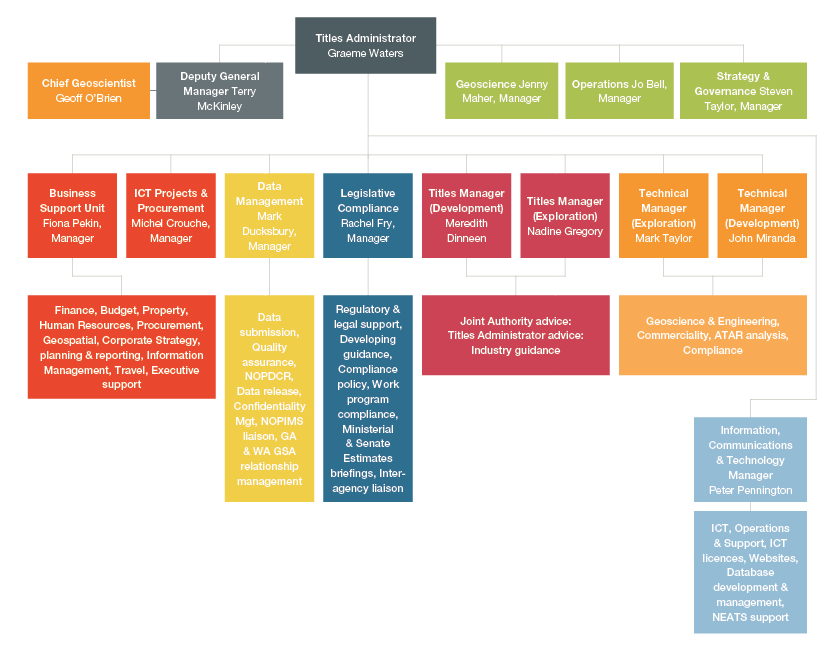 Titles Administrator
Graeme Waters
Chief Geoscientist
Geoff O'Brien
Deputy General
Manager Terry
McKinley
Geoscience Jenny
Maher, Manager
Operations Jo Bell,
Manager
Strategy &
Governance Steven
Taylor, Manager
Business
Support Unit
Fiona Pekin,
Manager
ICT Projects &
Procurement
Michel Crouche,
Manager
Data
Management
Mark
Ducksbury,
Manager
Legislative
Compliance
Rachel Fry,
Manager
Titles Manager
(Development)
Meredith
Dinneen
Titles Manager
(Exploration)
Nadine Gregory
Technical
Manager
(Exploration)
Mark Taylor
Technical
Manager
(Development)
John Miranda
Finance, Budget, Property,
Human Resources, Procurement,
Geospatial, Corporate Strategy,
planning & reporting, Information
Management, Travel, Executive
support
Data
submission,
Quality
assurance,
NOPDCR,
Data release,
Confidentiality
Mgt, NOPIMS
liaison, GA
& WA GSA
relationship
management
Regulatory &
legal support,
Developing
guidance,
Compliance
policy, Work
program
compliance,
Ministerial
& Senate
Estimates
briefings, Inter-
agency liaison
Joint Authority advice:
Titles Administrator advice:
Industry guidance
Geoscience & Engineering,
Commerciality, ATAR analysis,
Compliance
Information,
Communications
& Technology
Manager
Peter Pennington
ICT, Operations
& Support, ICT
licences, Websites,
Database
development &
management,
NEATS support